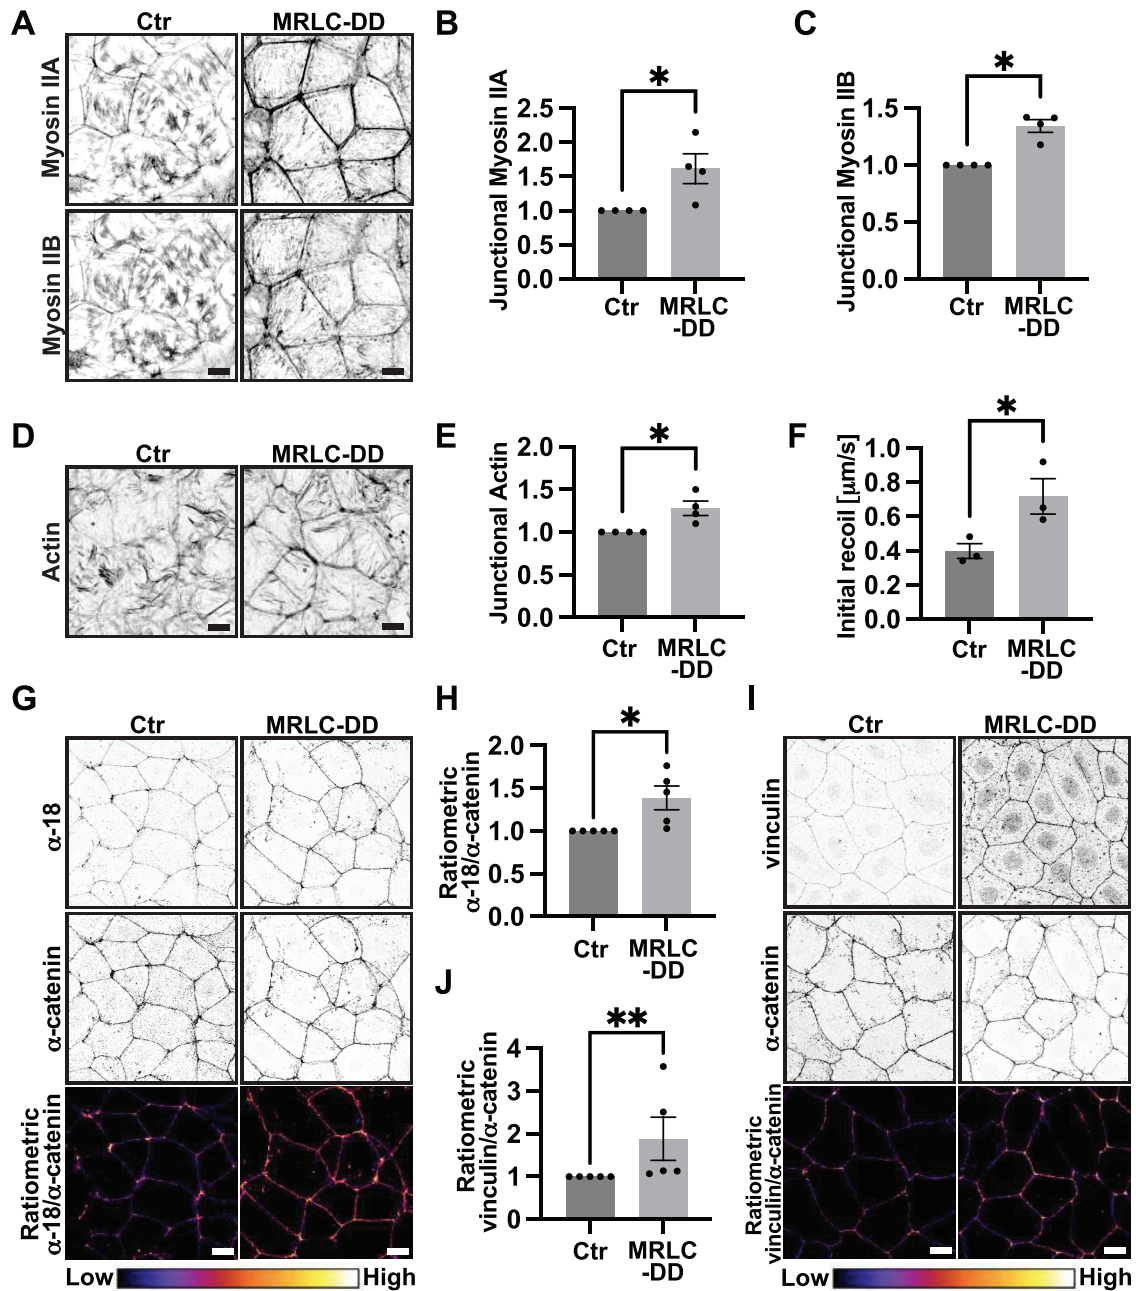 A
Ctr
MRLC-DD
Myosin IIA
Myosin IIB
B
*
Junctional Myosin IIA
2.5
2.0
1.5
1.0
0.5
0.0
Ctr
MRLC
-DD
C
*
Junctional Myosin IIB
1.5
1.0
0.5
0.0
Ctr
MRLC
-DD
D
Ctr
MRLC-DD
Actin
E
*
Junctional Actin
2.0
1.5
1.0
0.5
0.0
Ctr
MRLC
-DD
F
*
Initial recoil [μm/s]
1.0
0.8
0.6
0.4
0.2
0.0
Ctr
MRLC
-DD
G
Ctr
MRLC-DD
α-18
α-catenin
Ratiometric
α-18/α-catenin
Low
High
H
*
Ratiometric
α-18/α-catenin
2.0
1.5
1.0
0.5
0.0
Ctr
MRLC
-DD
I
Ctr
MRLC-DD
vinculin
α-catenin
Ratiometric
vinculin/α-catenin
Low
High
J
**
Ratiometric
vinculin/α-catenin
4
3
2
1
0
Ctr
MRLC
-DD